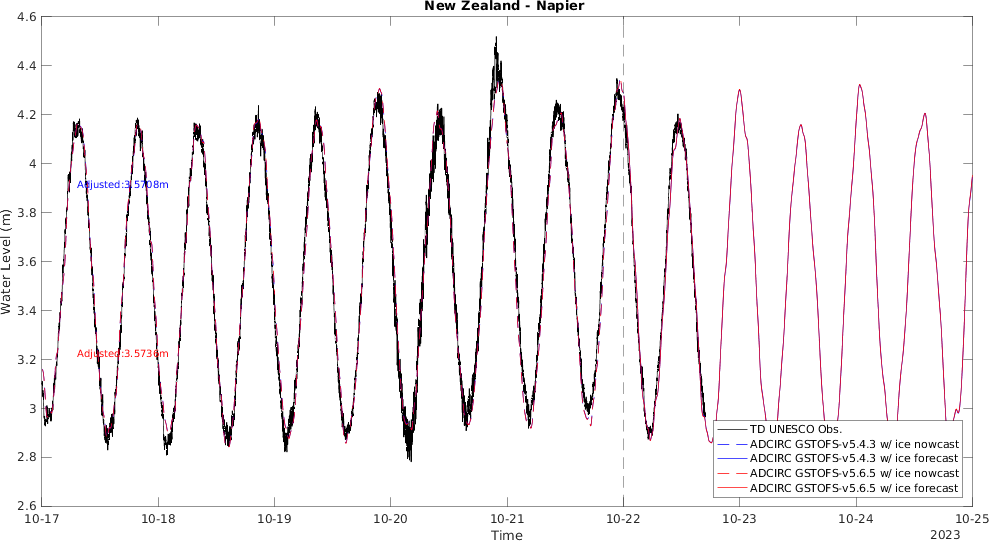 New Zealand - Napier
4.6
4.4
4.2
4
3.8
3.6
3.4
3.2
3
2.8
2.6
Water Level (m)
Adjusted:3.5708m
Adjusted:3.5736m
TD UNESCO Obs.
ADCIRC GSTOFS-v5.4.3 w/ ice nowcast
ADCIRC GSTOFS-v5.4.3 w/ ice forecast
ADCIRC GSTOFS-v5.6.5 w/ ice nowcast
ADCIRC GSTOFS-v5.6.5 w/ ice forecast
10-17 10-18 10-19 10-20 10-21 10-22 10-23 10-24 10-25
Time
2023